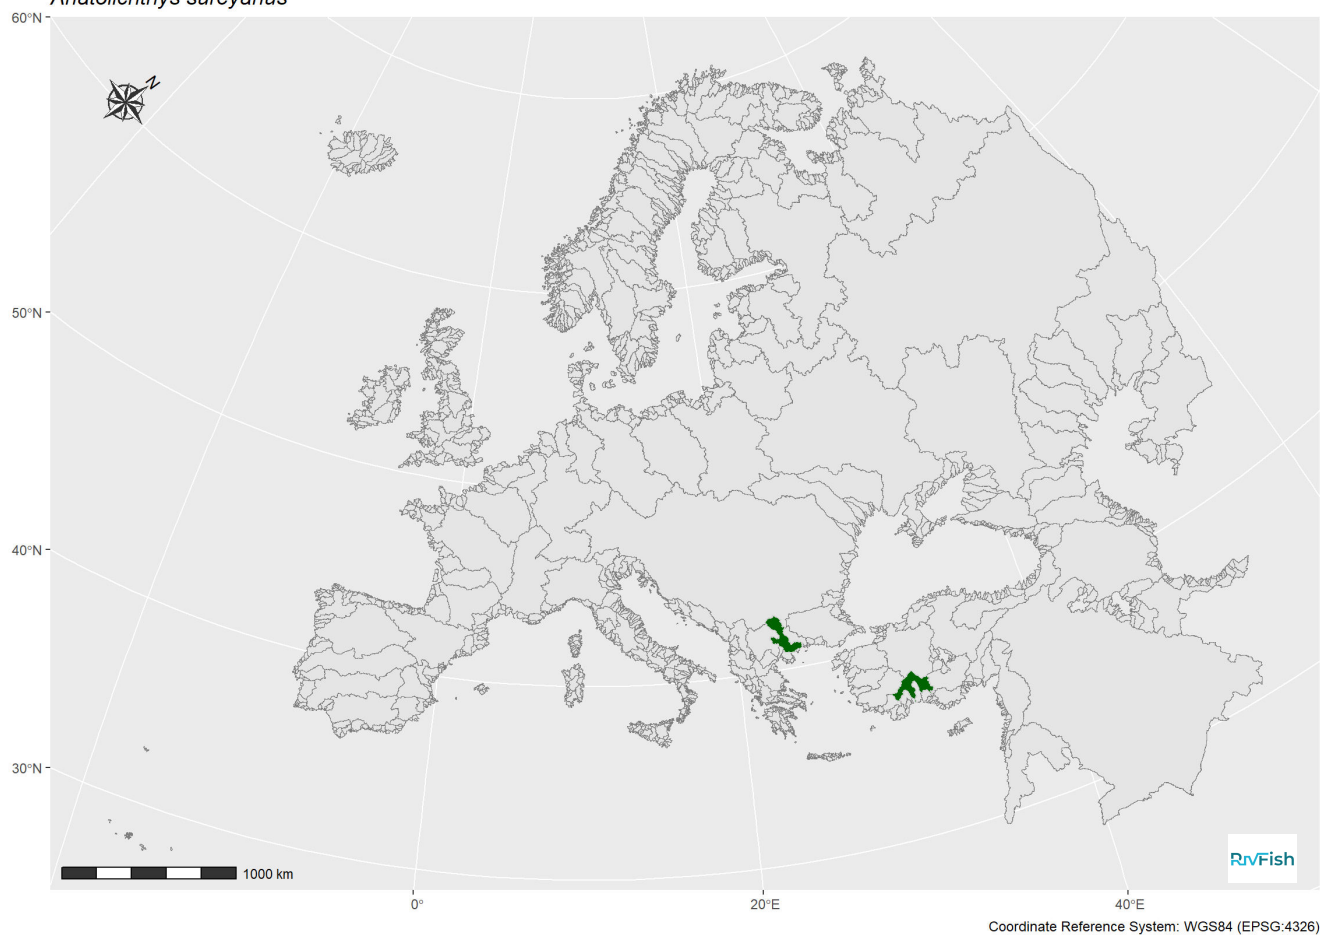 Anatolichthys sureyanus
60°N
N
50°N
40°N
30°N
1000 km
RivFish
0°
20°E
40°E
Coordinate Reference System: WGS84 (EPSG:4326)